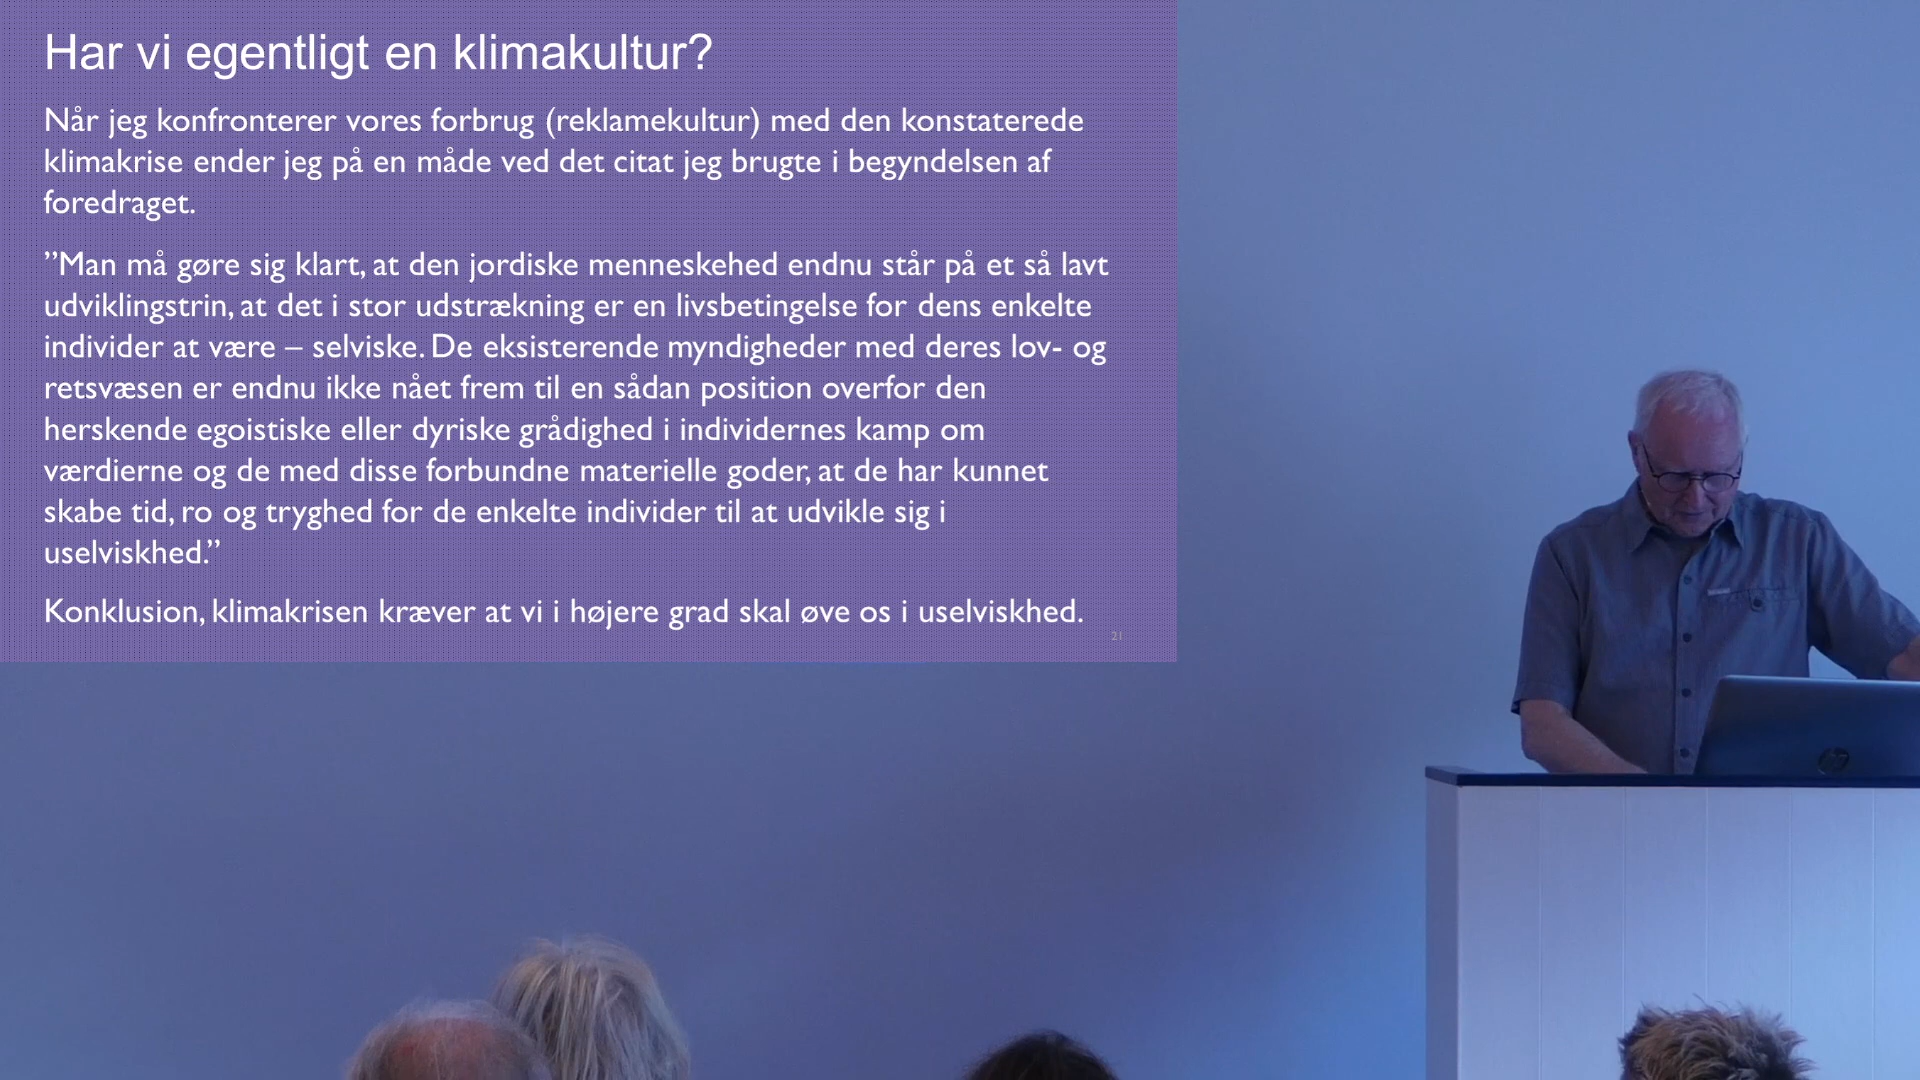 Har vi egentligt en klimakultur?
Når jeg konfronterer vores forbrug (reklamekultur) med den konstaterede
klimakrise ender jeg på en måde ved det citat jeg brugte i begyndelsen af
foredraget.
”Man må gøre sig klart, at den jordiske menneskehed endnu står på et så lavt
udviklingstrin, at det i stor udstrækning er en livsbetingelse for dens enkelte
individer at være – selviske. De eksisterende myndigheder med deres lov- og
retsvæsen er endnu ikke nået frem til en sådan position overfor den
herskende egoistiske eller dyriske grådighed i individernes kamp om
værdierne og de med disse forbundne materielle goder, at de har kunnet
skabe tid, ro og tryghed for de enkelte individer til at udvikle sig i
uselviskhed.”
Konklusion, klimakrisen kræver at vi i højere grad skal øve os i uselviskhed.
21